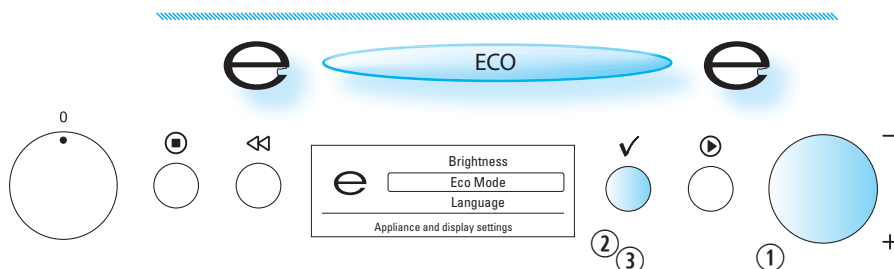 ECO
0
Brightness
Eco Mode
Language
Appliance and display settings
−
+
② ③ ①